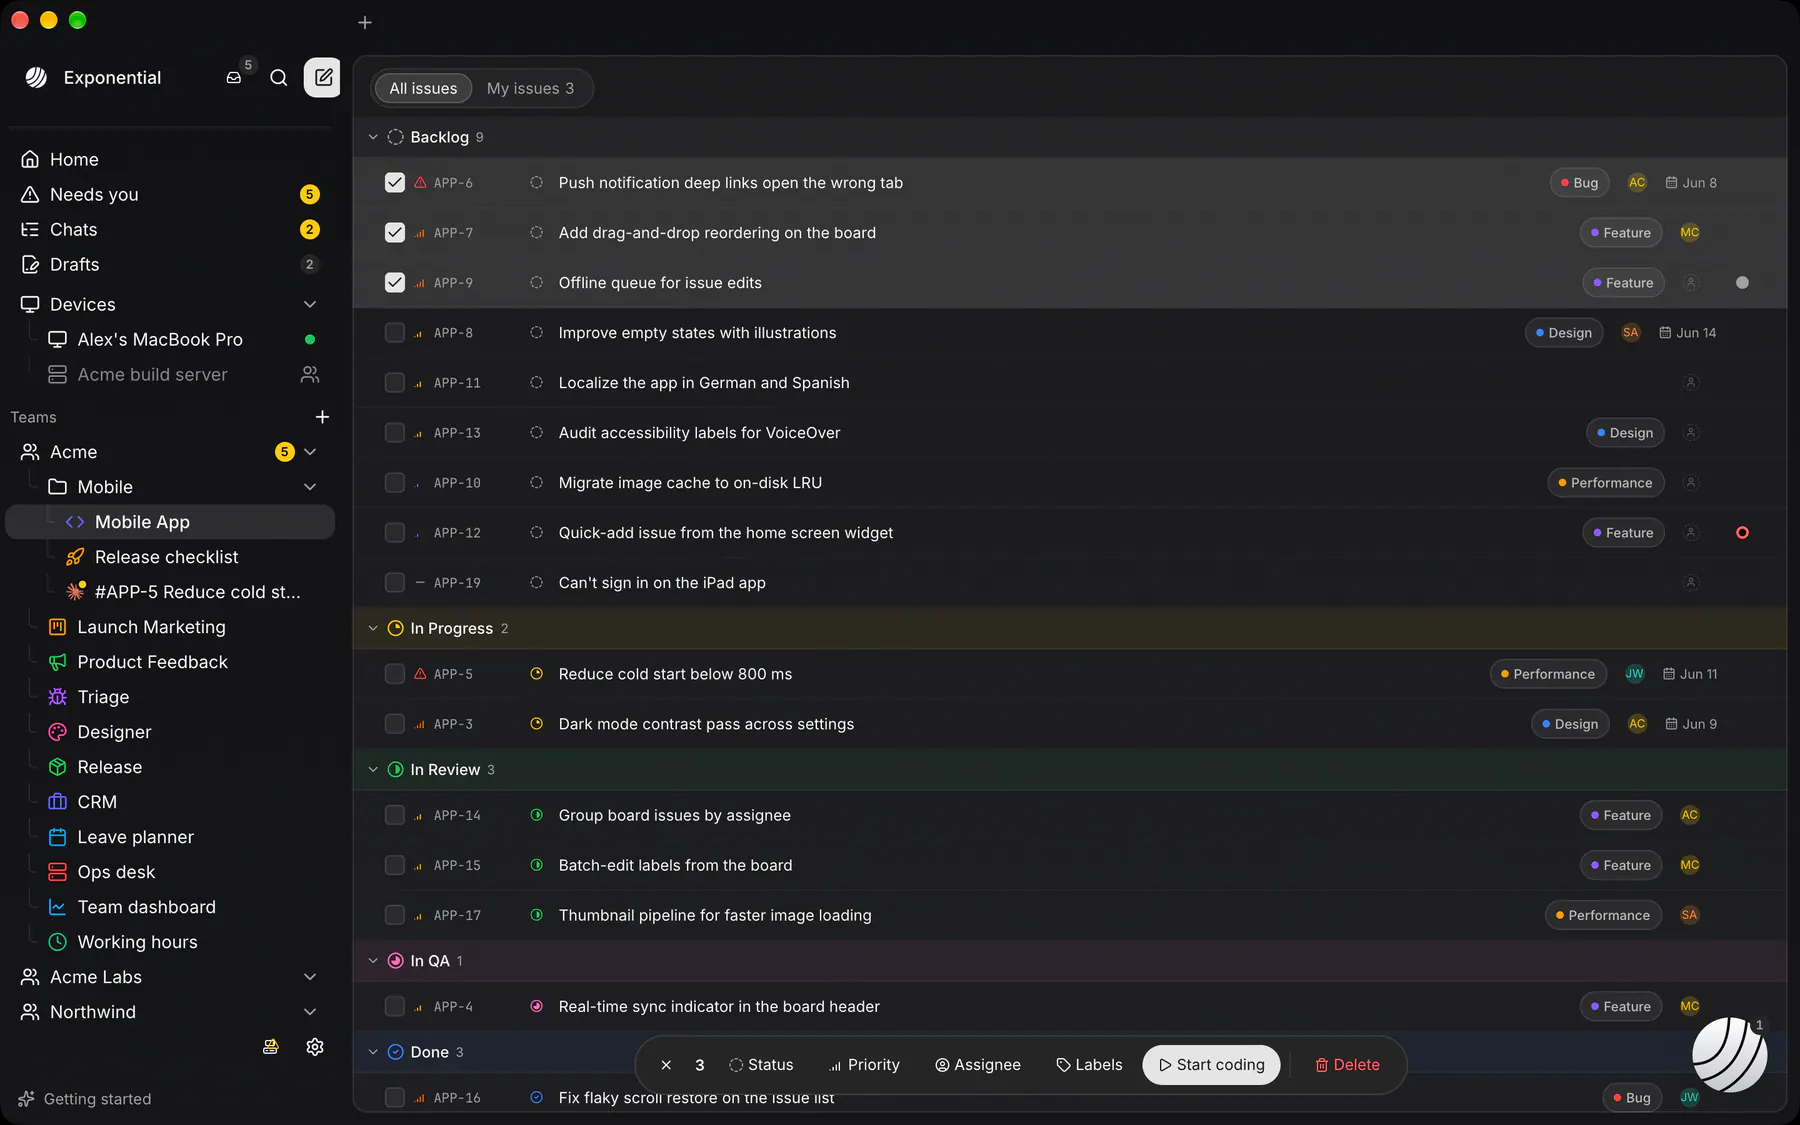 Exponential
5
Home
Needs you 5
Chats 2
Drafts 2
Devices
Alex's MacBook Pro
Acme build server
Teams
Acme 5
Mobile
Mobile App
Release checklist
#APP-5 Reduce cold st...
Launch Marketing
Product Feedback
Triage
Designer
Release
CRM
Leave planner
Ops desk
Team dashboard
Working hours
Acme Labs
Northwind
Getting started
All issues My issues 3
Backlog 9
APP-6 Push notification deep links open the wrong tab Bug AC Jun 8
APP-7 Add drag-and-drop reordering on the board Feature MC
APP-9 Offline queue for issue edits Feature
APP-8 Improve empty states with illustrations Design SA Jun 14
APP-11 Localize the app in German and Spanish
APP-13 Audit accessibility labels for VoiceOver Design
APP-10 Migrate image cache to on-disk LRU Performance
APP-12 Quick-add issue from the home screen widget Feature
APP-19 Can't sign in on the iPad app
In Progress 2
APP-5 Reduce cold start below 800 ms Performance JW Jun 11
APP-3 Dark mode contrast pass across settings Design AC Jun 9
In Review 3
APP-14 Group board issues by assignee Feature AC
APP-15 Batch-edit labels from the board Feature MC
APP-17 Thumbnail pipeline for faster image loading Performance SA
In QA 1
APP-4 Real-time sync indicator in the board header Feature MC
1
Done 3
3 Status Priority Assignee Labels Start coding Delete
APP-16 Fix flaky scroll restore on the issue list Bug JW